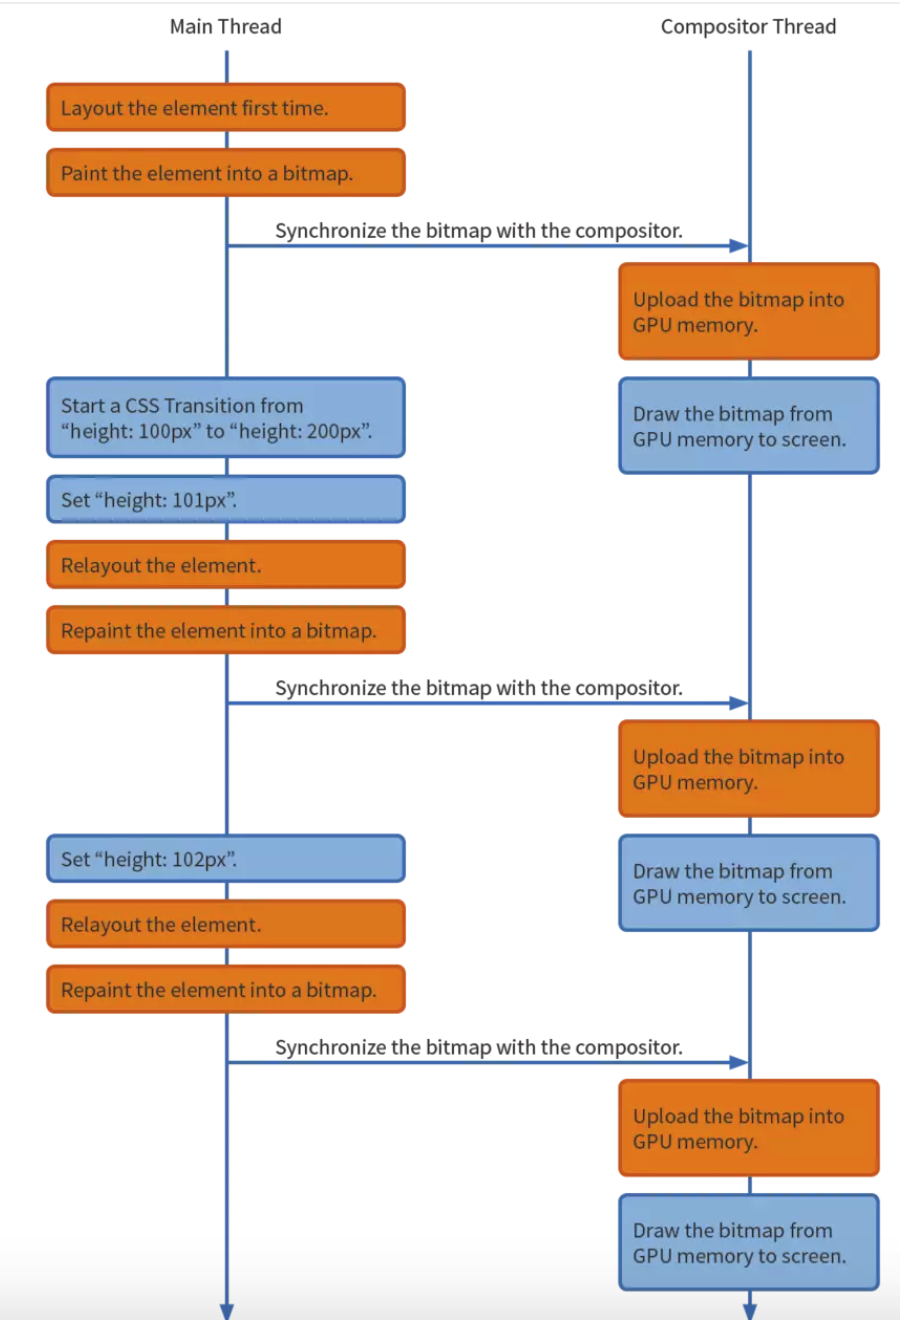 Main Thread
Compositor Thread
Layout the element first time.
Paint the element into a bitmap.
Synchronize the bitmap with the compositor.
Upload the bitmap into
GPU memory.
Start a CSS Transition from
“height: 100px” to “height: 200px”.
Draw the bitmap from
GPU memory to screen.
Set “height: 101px”.
Relayout the element.
Repaint the element into a bitmap.
Synchronize the bitmap with the compositor.
Upload the bitmap into
GPU memory.
Set “height: 102px”.
Draw the bitmap from
GPU memory to screen.
Relayout the element.
Repaint the element into a bitmap.
Synchronize the bitmap with the compositor.
Upload the bitmap into
GPU memory.
Draw the bitmap from
GPU memory to screen.